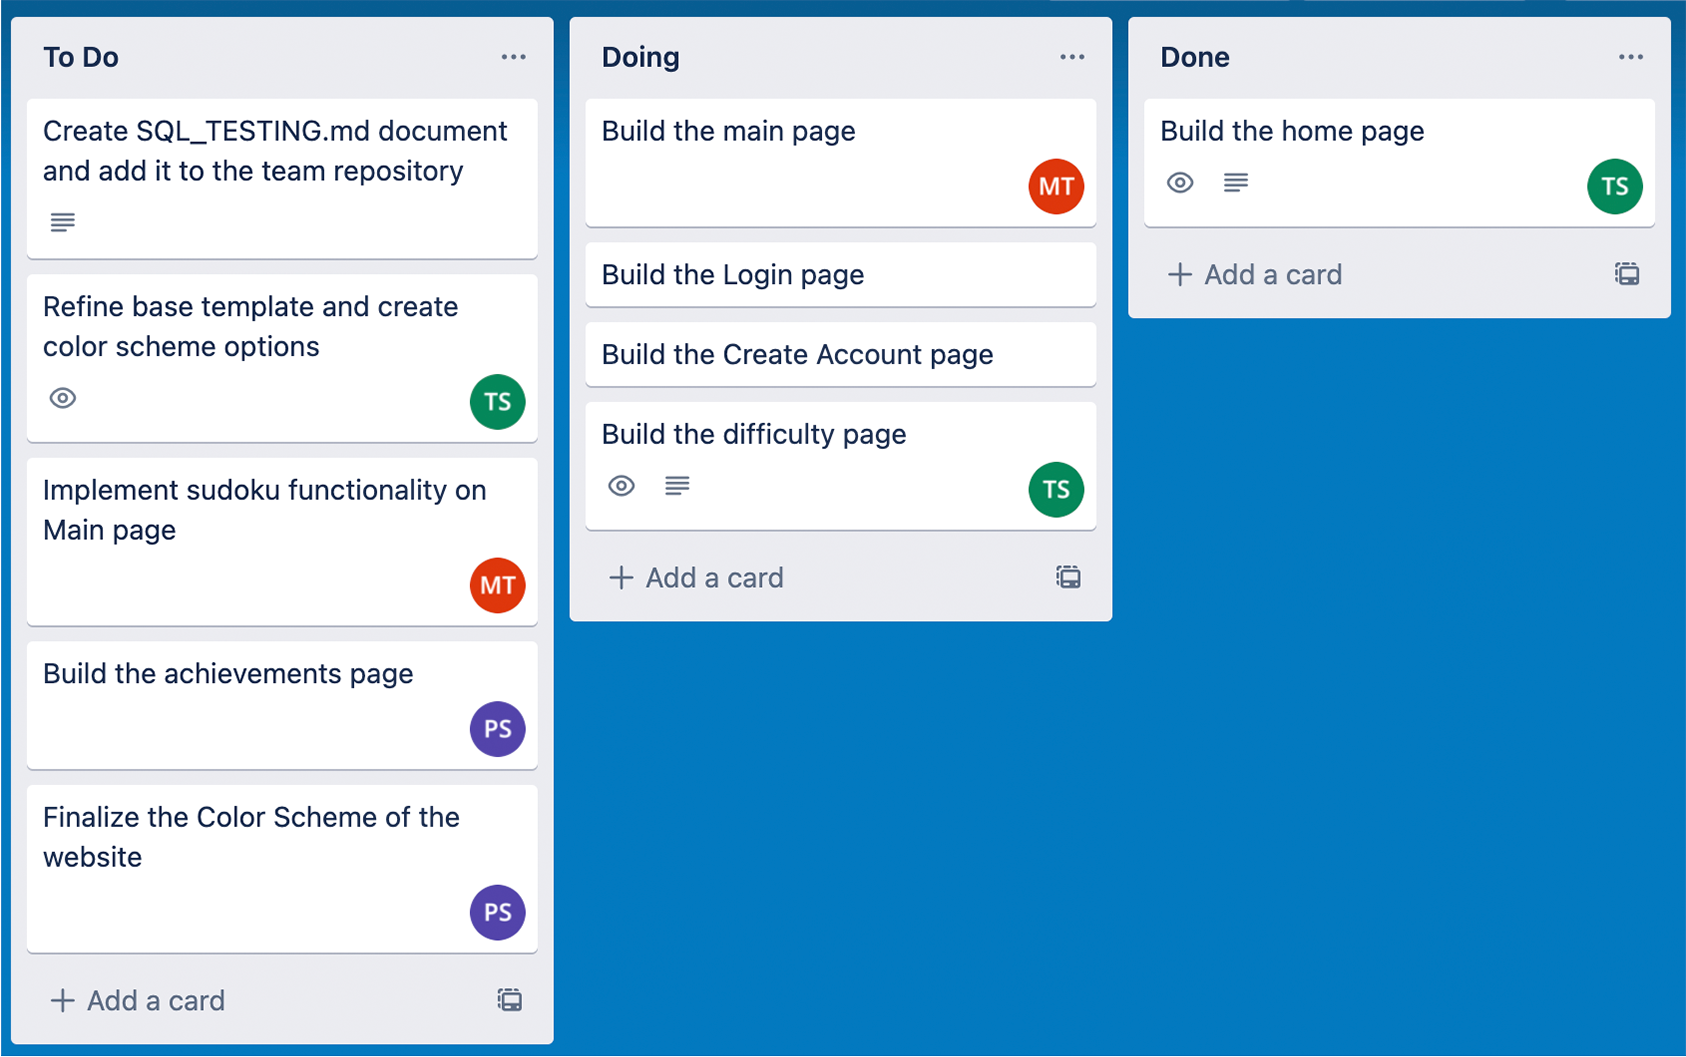 To Do
Create SQL_TESTING.md document
and add it to the team repository
Refine base template and create
color scheme options
TS
Implement sudoku functionality on
Main page
MT
Build the achievements page
PS
Finalize the Color Scheme of the
website
PS
Add a card
Doing
Build the main page
MT
Build the Login page
Build the Create Account page
Build the difficulty page
TS
Add a card
Done
Build the home page
TS
Add a card